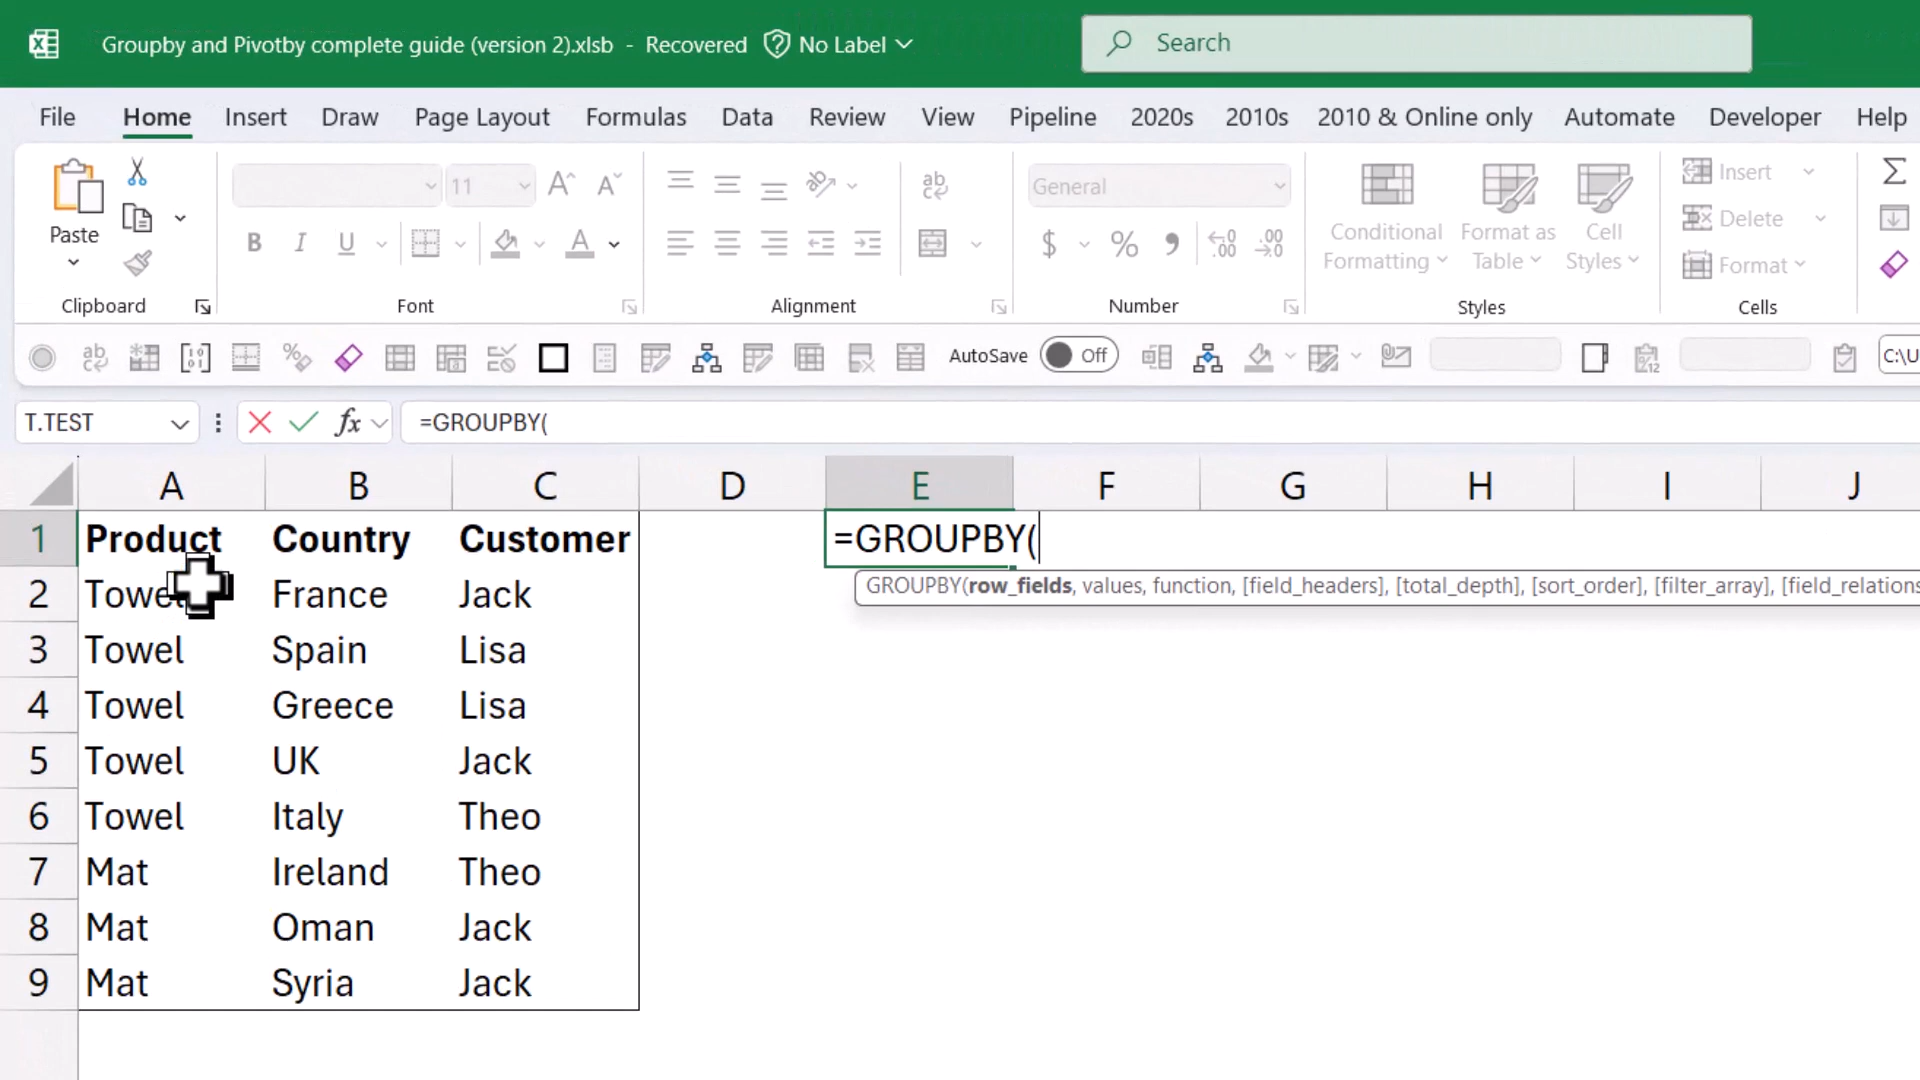 Groupby and Pivotby complete guide (version 2).xlsb - Recovered No Label Search
File Home Insert Draw Page Layout Formulas Data Review View Pipeline 2020s 2010s 2010 & Online only Automate Developer Help
Paste 11 General Conditional Formatting Format as Table Cell Styles Insert Delete Format
Clipboard Font Alignment Number Styles Cells
AutoSave Off C:\U
T.TEST fx =GROUPBY(
A B C D E F G H I J
1 Product Country Customer =GROUPBY(
GROUPBY(row_fields, values, function, [field_headers], [total_depth], [sort_order], [filter_array], [field_relations
2 Towel France Jack
3 Towel Spain Lisa
4 Towel Greece Lisa
5 Towel UK Jack
6 Towel Italy Theo
7 Mat Ireland Theo
8 Mat Oman Jack
9 Mat Syria Jack